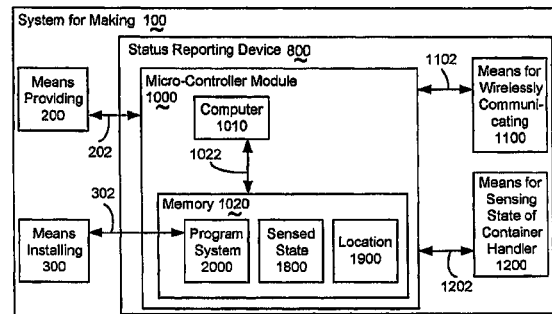 System for Making 100
Status Reporting Device 800
Means
Providing
200
202
Micro-Controller Module
1000
Computer
1010
1022
1102
Means for
Wirelessly
Communi-
cating
1100
302
Means
Installing
300
Memory 1020
Program
System
2000
Sensed
State
1800
Location
1900
Means for
Sensing
State of
Container
Handler
1200
1202